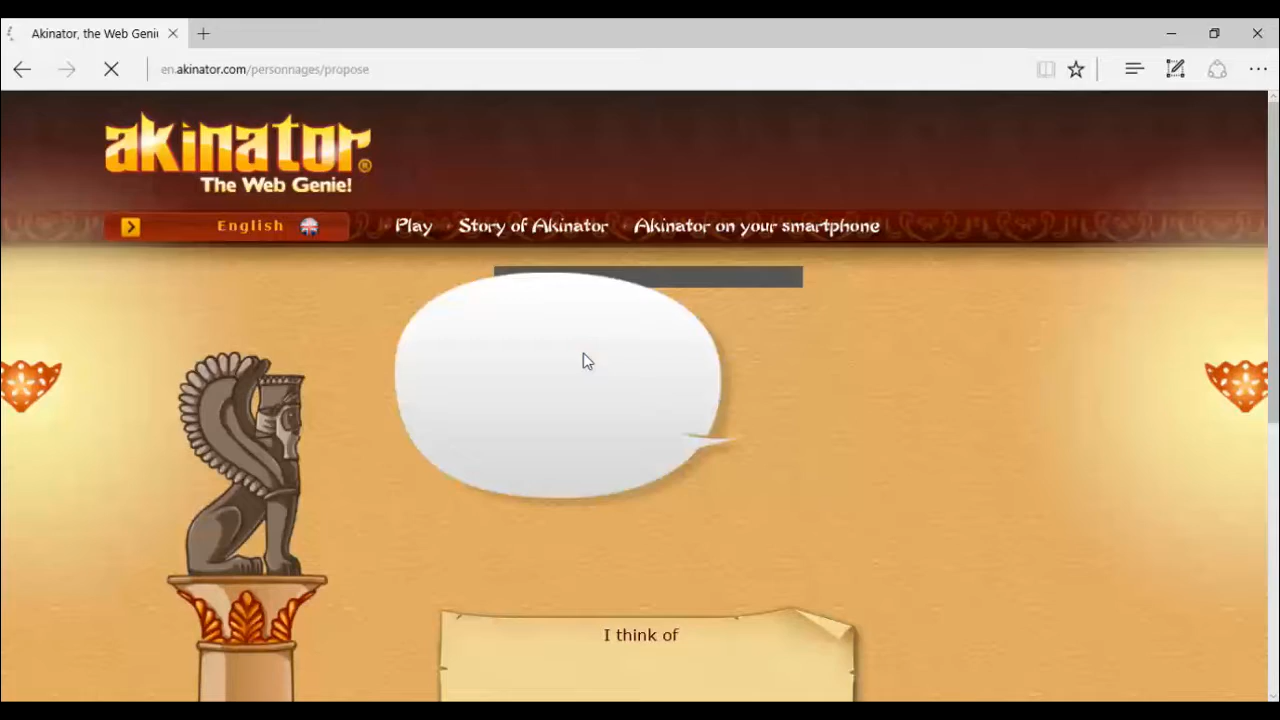 Akinator, the Web Geni
en.akinator.com/personnages/propose
akinator®
The Web Genie!
English Play Story of Akinator Akinator on your smartphone
I think of